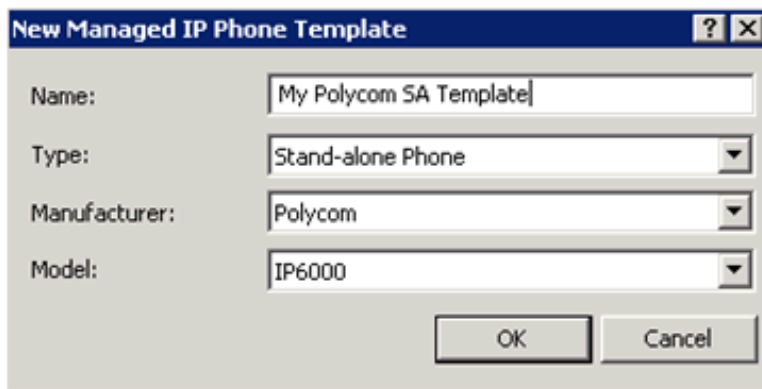 New Managed IP Phone Template
Name: My Polycom SA Template
Type: Stand-alone Phone
Manufacturer: Polycom
Model: IP6000
OK Cancel